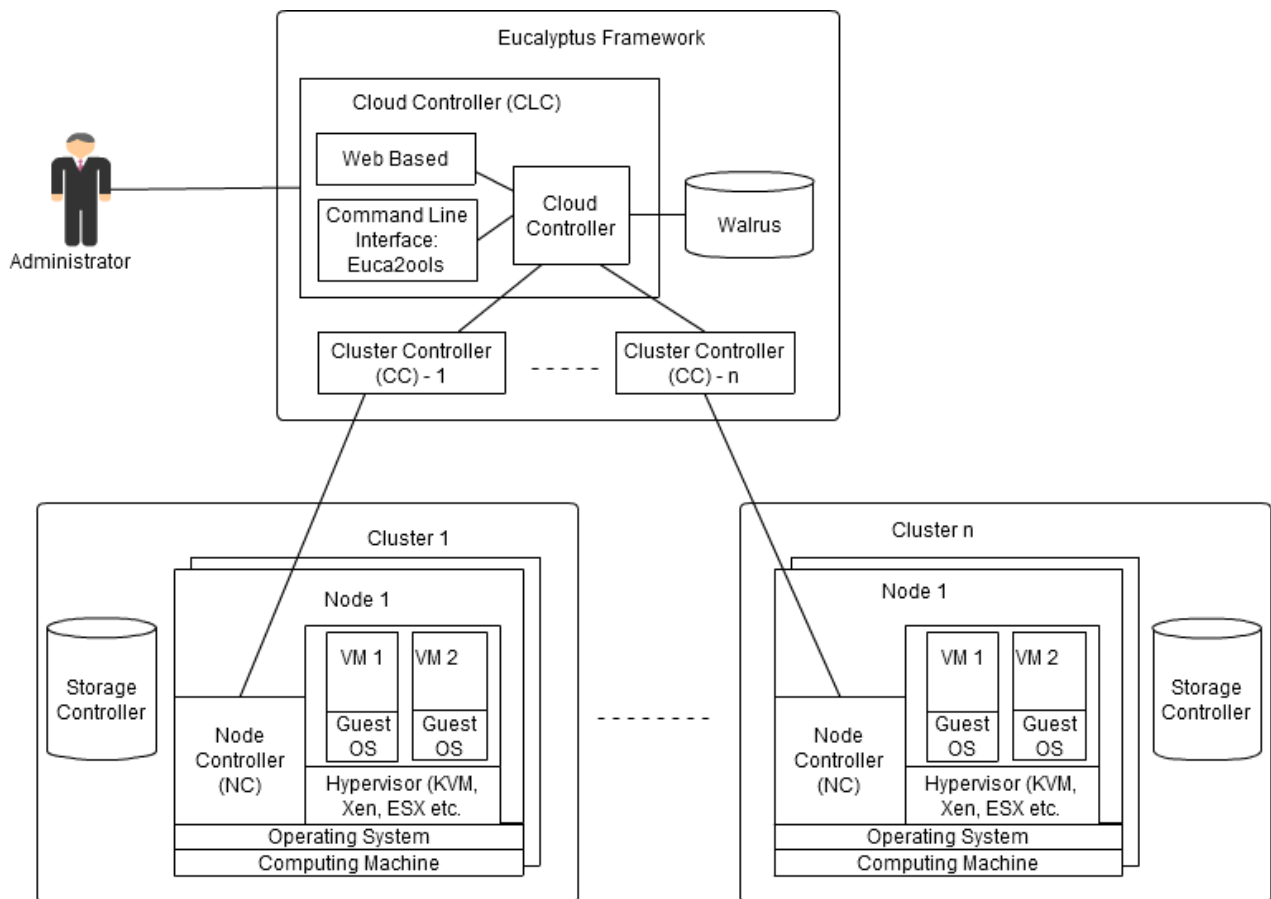 Eucalyptus Framework
Cloud Controller (CLC)
Web Based
Command Line
Interface:
Euca2ools
Cloud
Controller
Walrus
Administrator
Cluster Controller
(CC) - 1
Cluster Controller
(CC) - n
Cluster 1
Node 1
VM 1
VM 2
Guest
OS
Guest
OS
Storage
Controller
Node
Controller
(NC)
Hypervisor (KVM,
Xen, ESX etc.
Operating System
Computing Machine
Cluster n
Node 1
VM 1
VM 2
Guest
OS
Guest
OS
Node
Controller
(NC)
Hypervisor (KVM,
Xen, ESX etc.
Operating System
Computing Machine
Storage
Controller